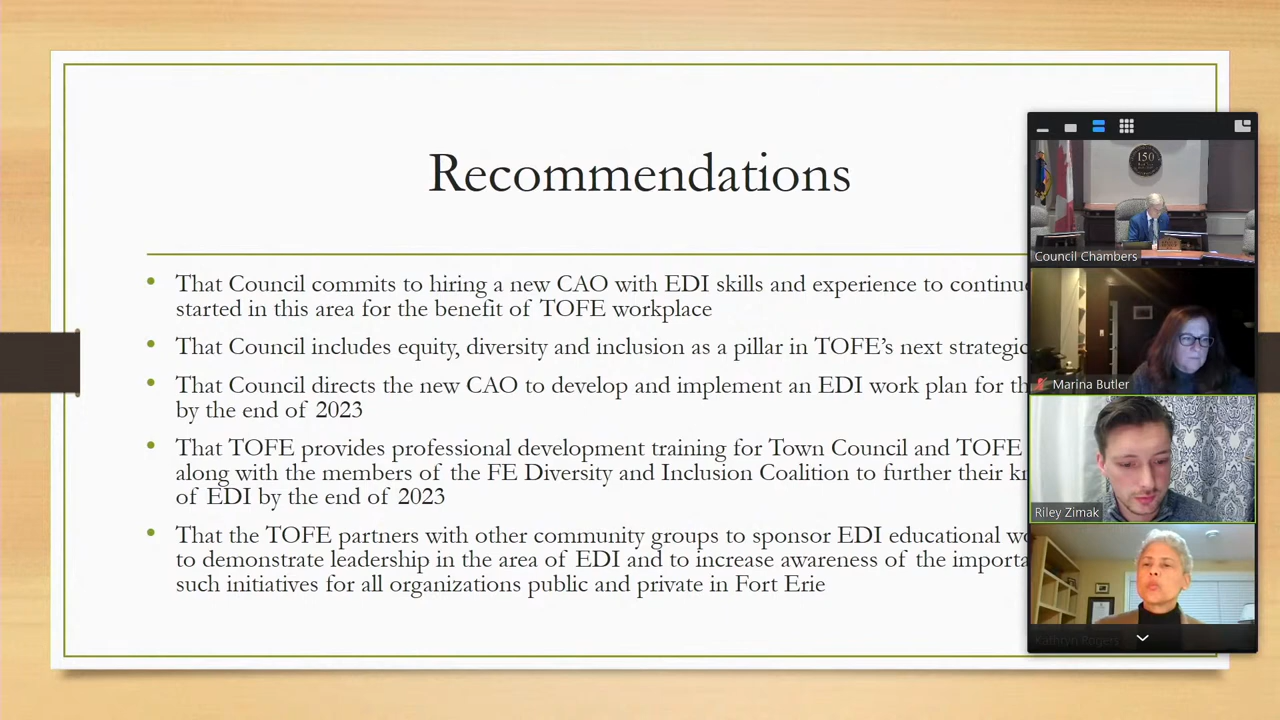 Recommendations
That Council commits to hiring a new CAO with EDI skills and experience to continue
started in this area for the benefit of TOFE workplace
That Council includes equity, diversity and inclusion as a pillar in TOFE's next strategic
That Council directs the new CAO to develop and implement an EDI work plan for
by the end of 2023
That TOFE provides professional development training for Town Council and TOFE
along with the members of the FE Diversity and Inclusion Coalition to further their
of EDI by the end of 2023
That the TOFE partners with other community groups to sponsor EDI educational
to demonstrate leadership in the area of EDI and to increase awareness of the
such initiatives for all organizations public and private in Fort Erie
150
Council Chambers
Marina Butler
Riley Zimak
Kathryn Rogers